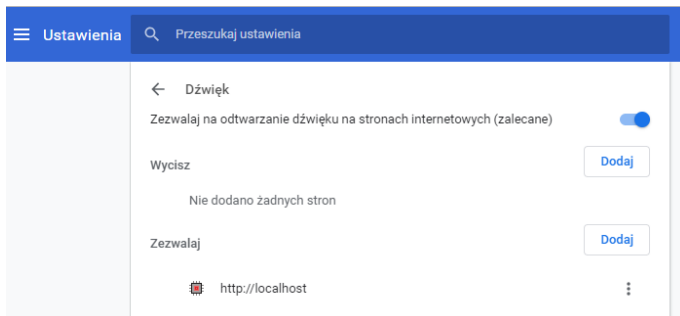 Ustawienia
Przeszukaj ustawienia
Dźwięk
Zezwalaj na odtwarzanie dźwięku na stronach internetowych (zalecane)
Wycisz
Dodaj
Nie dodano żadnych stron
Zezwalaj
Dodaj
http://localhost